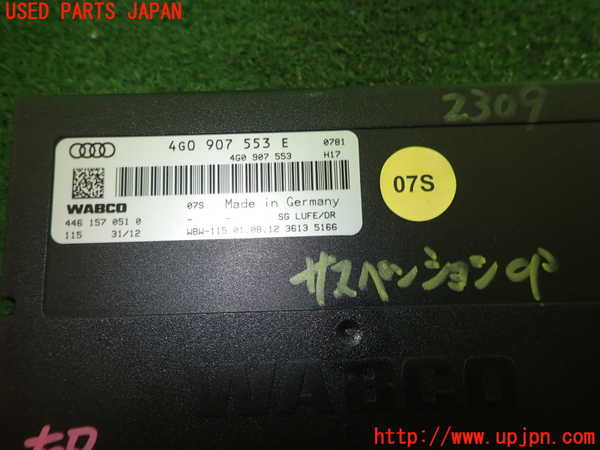 USED PARTS JAPAN
2309
4G0 907 553 E
0781
4G0 907 553
H17
WABCO
07S
Made in Germany
446 157 051 0
- - SG LUFE/DR
115 31/12
WBW-115 01.08.12 3613 5166
07S
サスペンションCP
WABCO
http://www.upjpn.com/